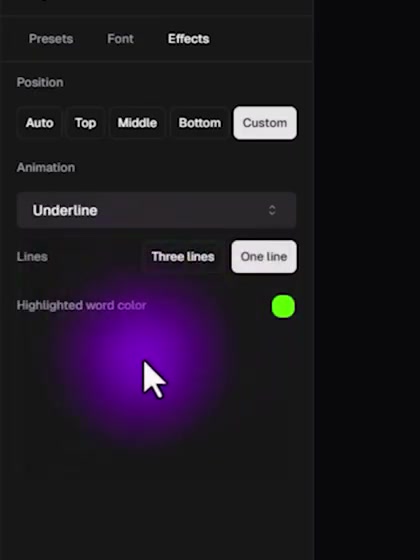 Presets Font Effects
Position
Auto Top Middle Bottom Custom
Animation
Underline
Lines Three lines One line
Highlighted word color